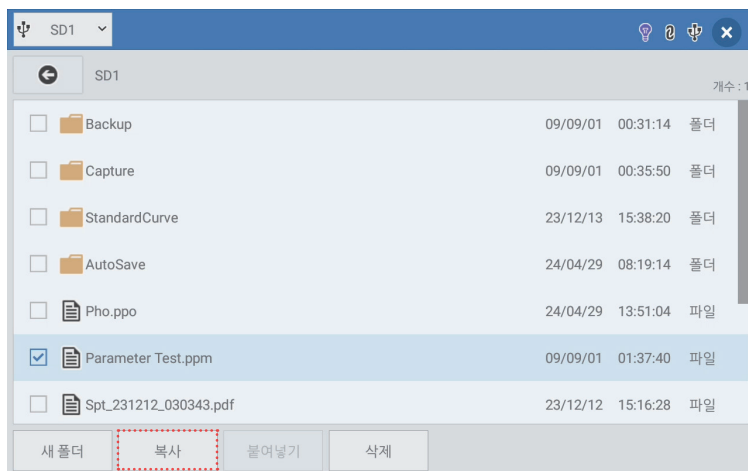 SD1
SD1
개수 : 1
Backup 09/09/01 00:31:14 폴더
Capture 09/09/01 00:35:50 폴더
StandardCurve 23/12/13 15:38:20 폴더
AutoSave 24/04/29 08:19:14 폴더
Pho.ppo 24/04/29 13:51:04 파일
Parameter Test.ppm 09/09/01 01:37:40 파일
Spt_231212_030343.pdf 23/12/12 15:16:28 파일
새 폴더 복사 붙여넣기 삭제